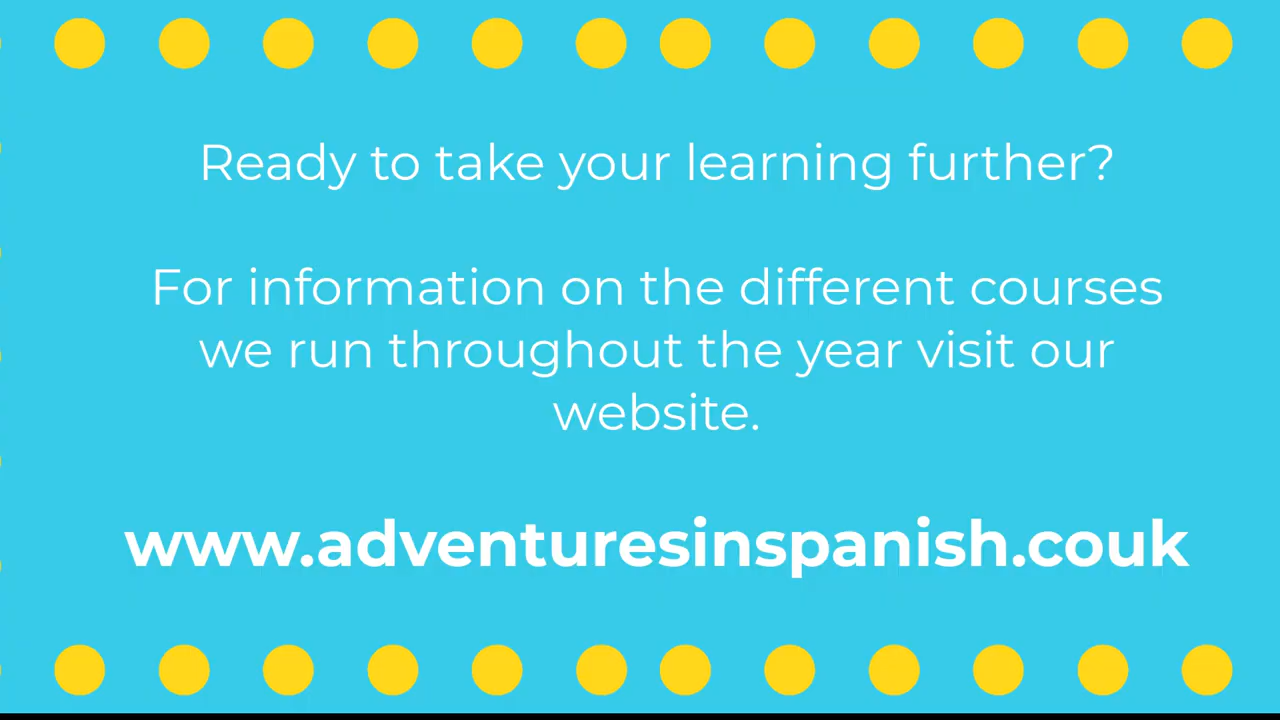 Ready to take your learning further?
For information on the different courses
we run throughout the year visit our
website.
www.adventuresinspanish.couk